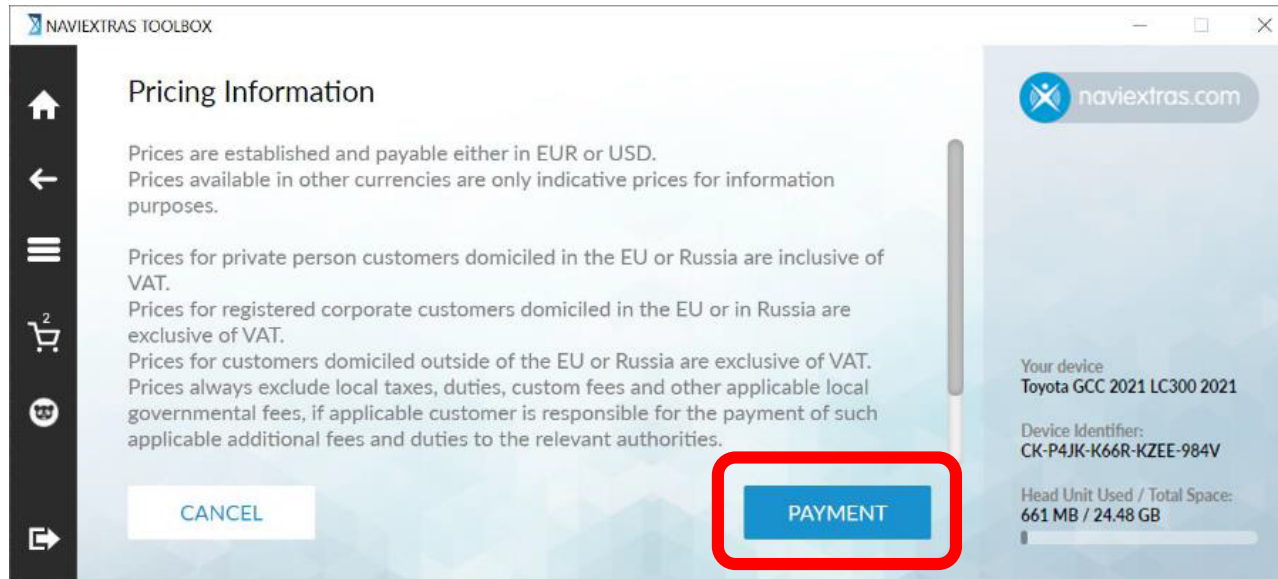 NAVIEXTRAS TOOLBOX
Pricing Information
Prices are established and payable either in EUR or USD.
Prices available in other currencies are only indicative prices for information
purposes.
Prices for private person customers domiciled in the EU or Russia are inclusive of
VAT.
Prices for registered corporate customers domiciled in the EU or in Russia are
exclusive of VAT.
Prices for customers domiciled outside of the EU or Russia are exclusive of VAT.
Prices always exclude local taxes, duties, custom fees and other applicable local
governmental fees, if applicable customer is responsible for the payment of such
applicable additional fees and duties to the relevant authorities.
CANCEL
PAYMENT
2
naviextras.com
Your device
Toyota GCC 2021 LC300 2021
Device Identifier:
CK-P4JK-K66R-KZEE-984V
Head Unit Used / Total Space:
661 MB / 24.48 GB